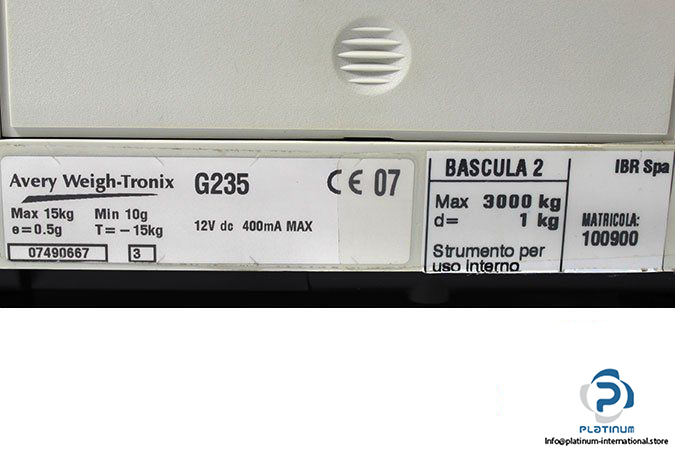 Avery Weigh-Tronix G235 CE 07
Max 15kg Min 10g
e=0.5g T=-15kg
12V dc 400mA MAX
07490667 3
BASCULA 2
Max 3000 kg
d= 1 kg
Strumento per
uso interno
IBR Spa
MATRICOLA:
100900
PLATINUM
Info@platinum-international.store